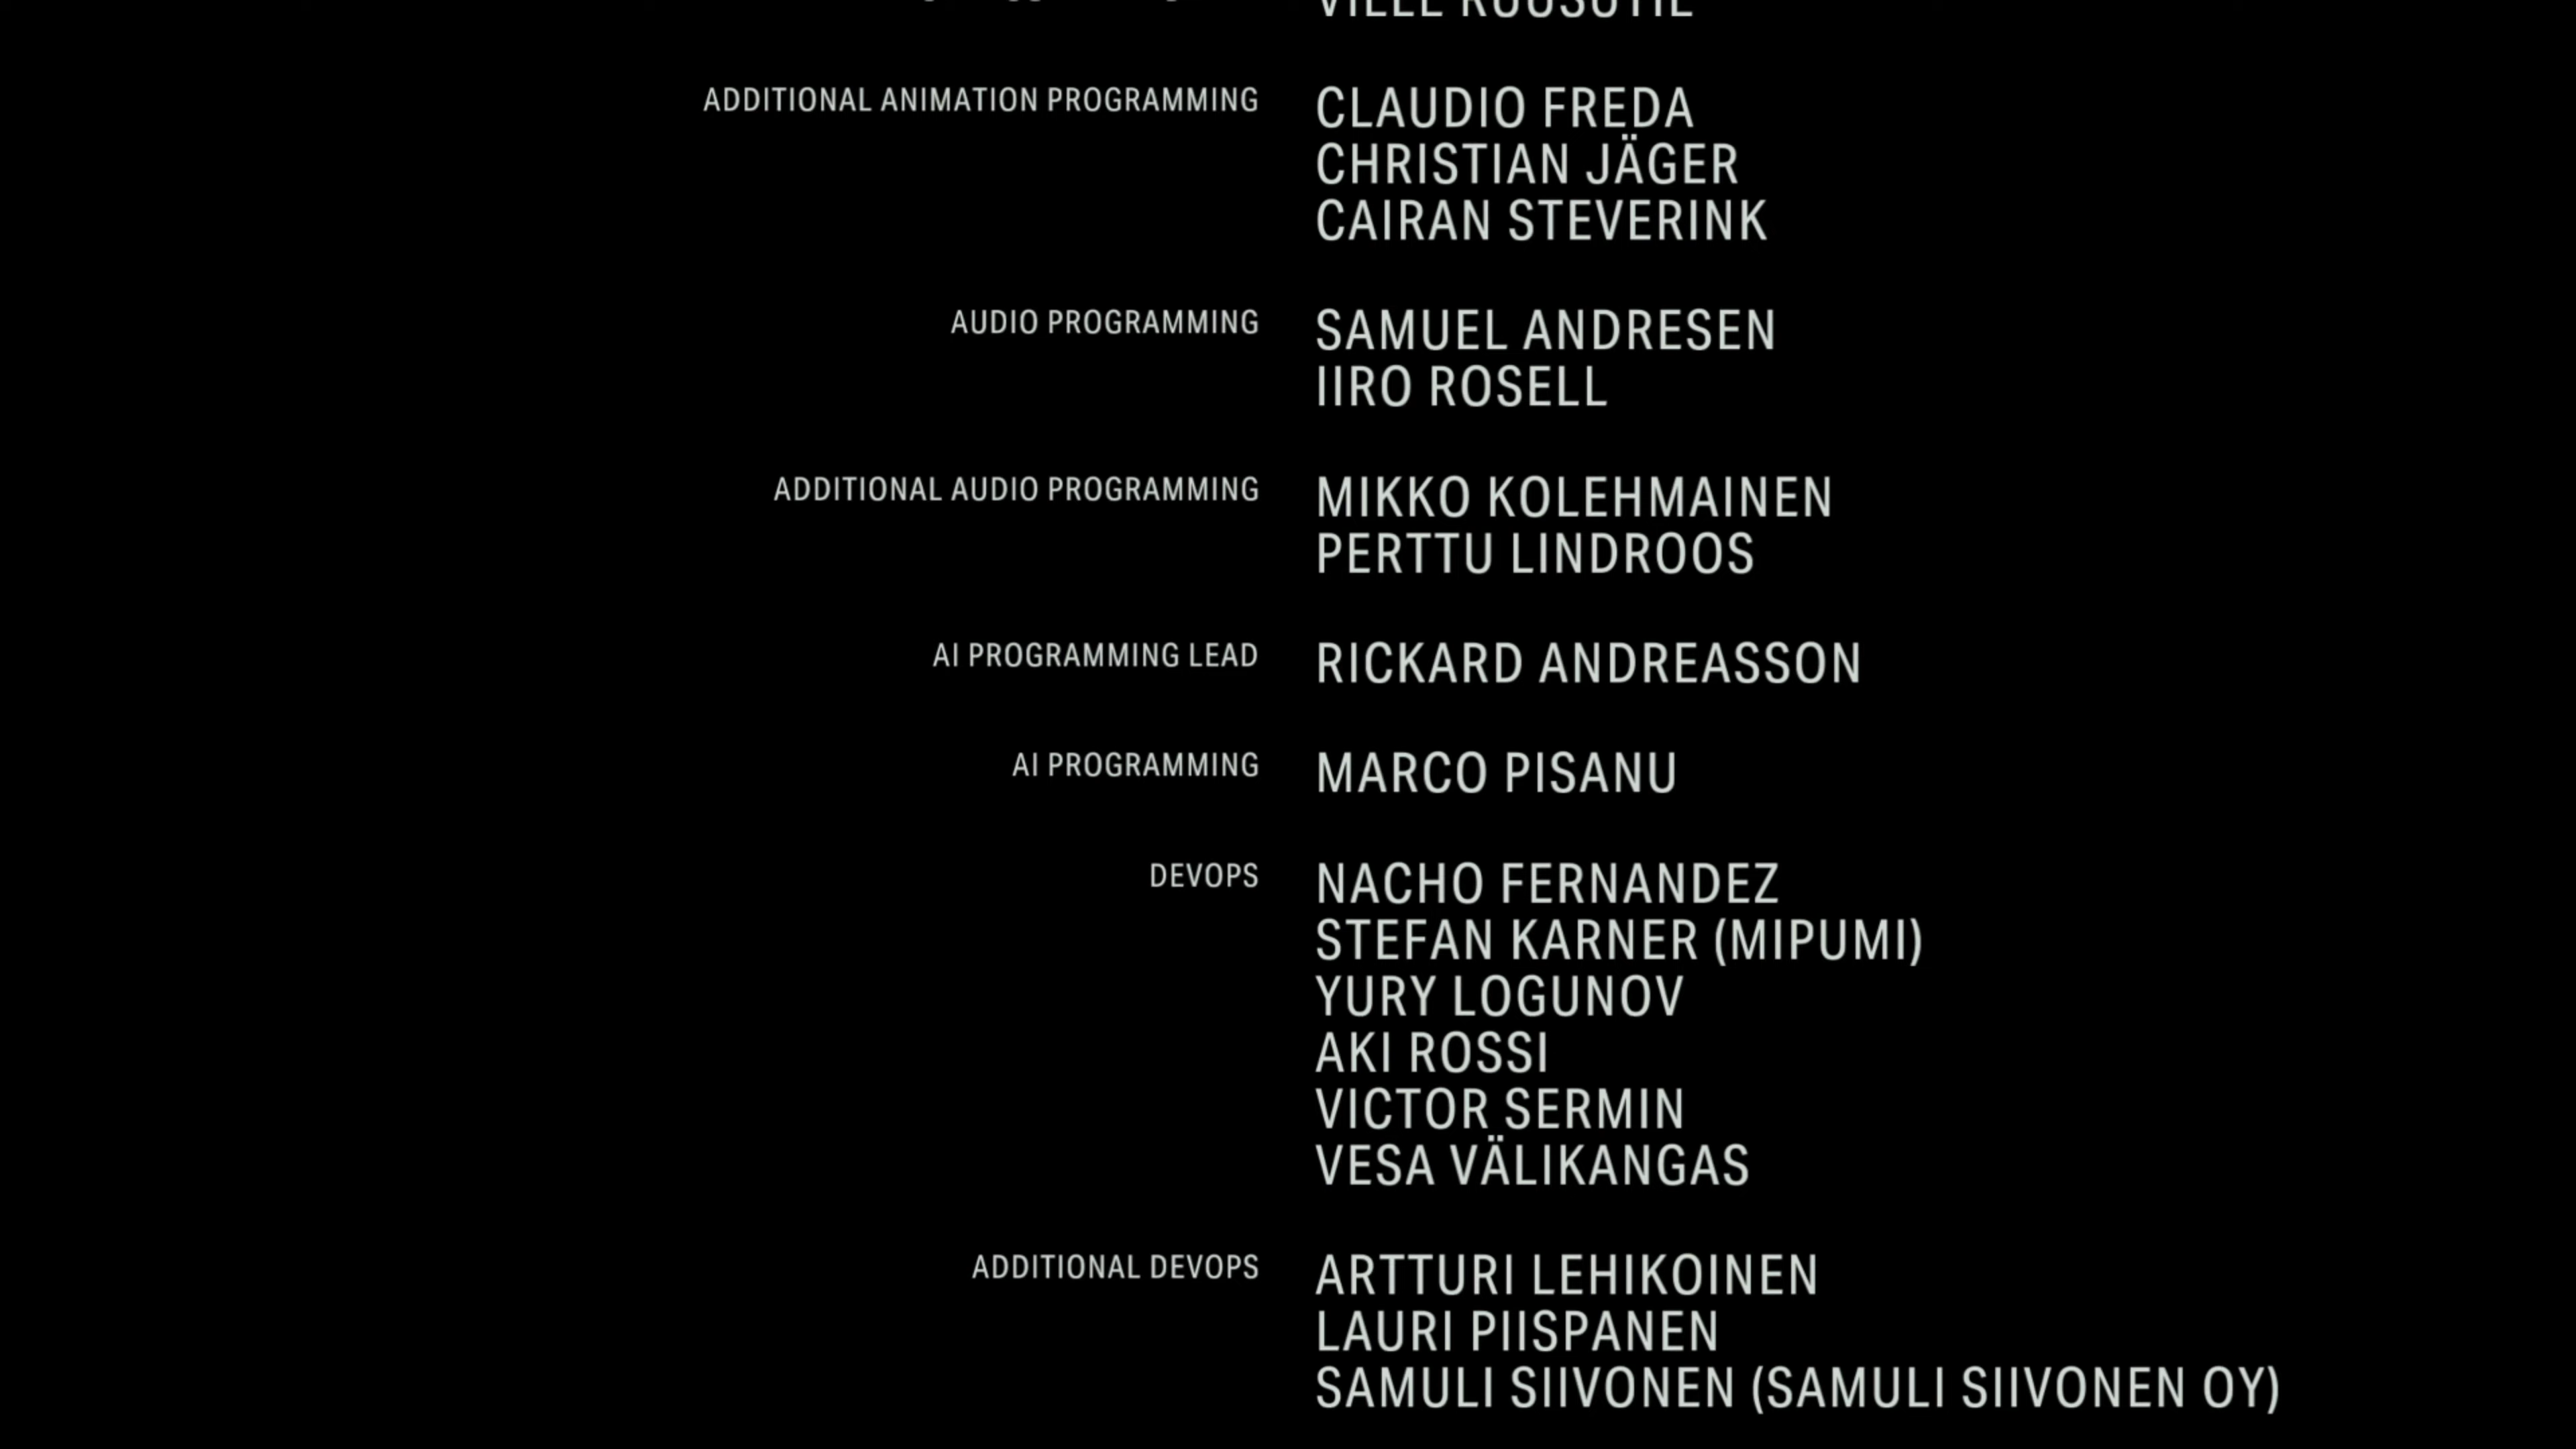 ADDITIONAL ANIMATION PROGRAMMING CLAUDIO FREDA
CHRISTIAN JÄGER
CAIRAN STEVERINK
AUDIO PROGRAMMING SAMUEL ANDRESEN
IIRO ROSELL
ADDITIONAL AUDIO PROGRAMMING MIKKO KOLEHMAINEN
PERTTU LINDROOS
AI PROGRAMMING LEAD RICKARD ANDREASSON
AI PROGRAMMING MARCO PISANU
DEVOPS NACHO FERNANDEZ
STEFAN KARNER (MIPUMI)
YURY LOGUNOV
AKI ROSSI
VICTOR SERMIN
VESA VÄLIKANGAS
ADDITIONAL DEVOPS ARTTURI LEHIKOINEN
LAURI PIISPANEN
SAMULI SIIVONEN (SAMULI SIIVONEN OY)